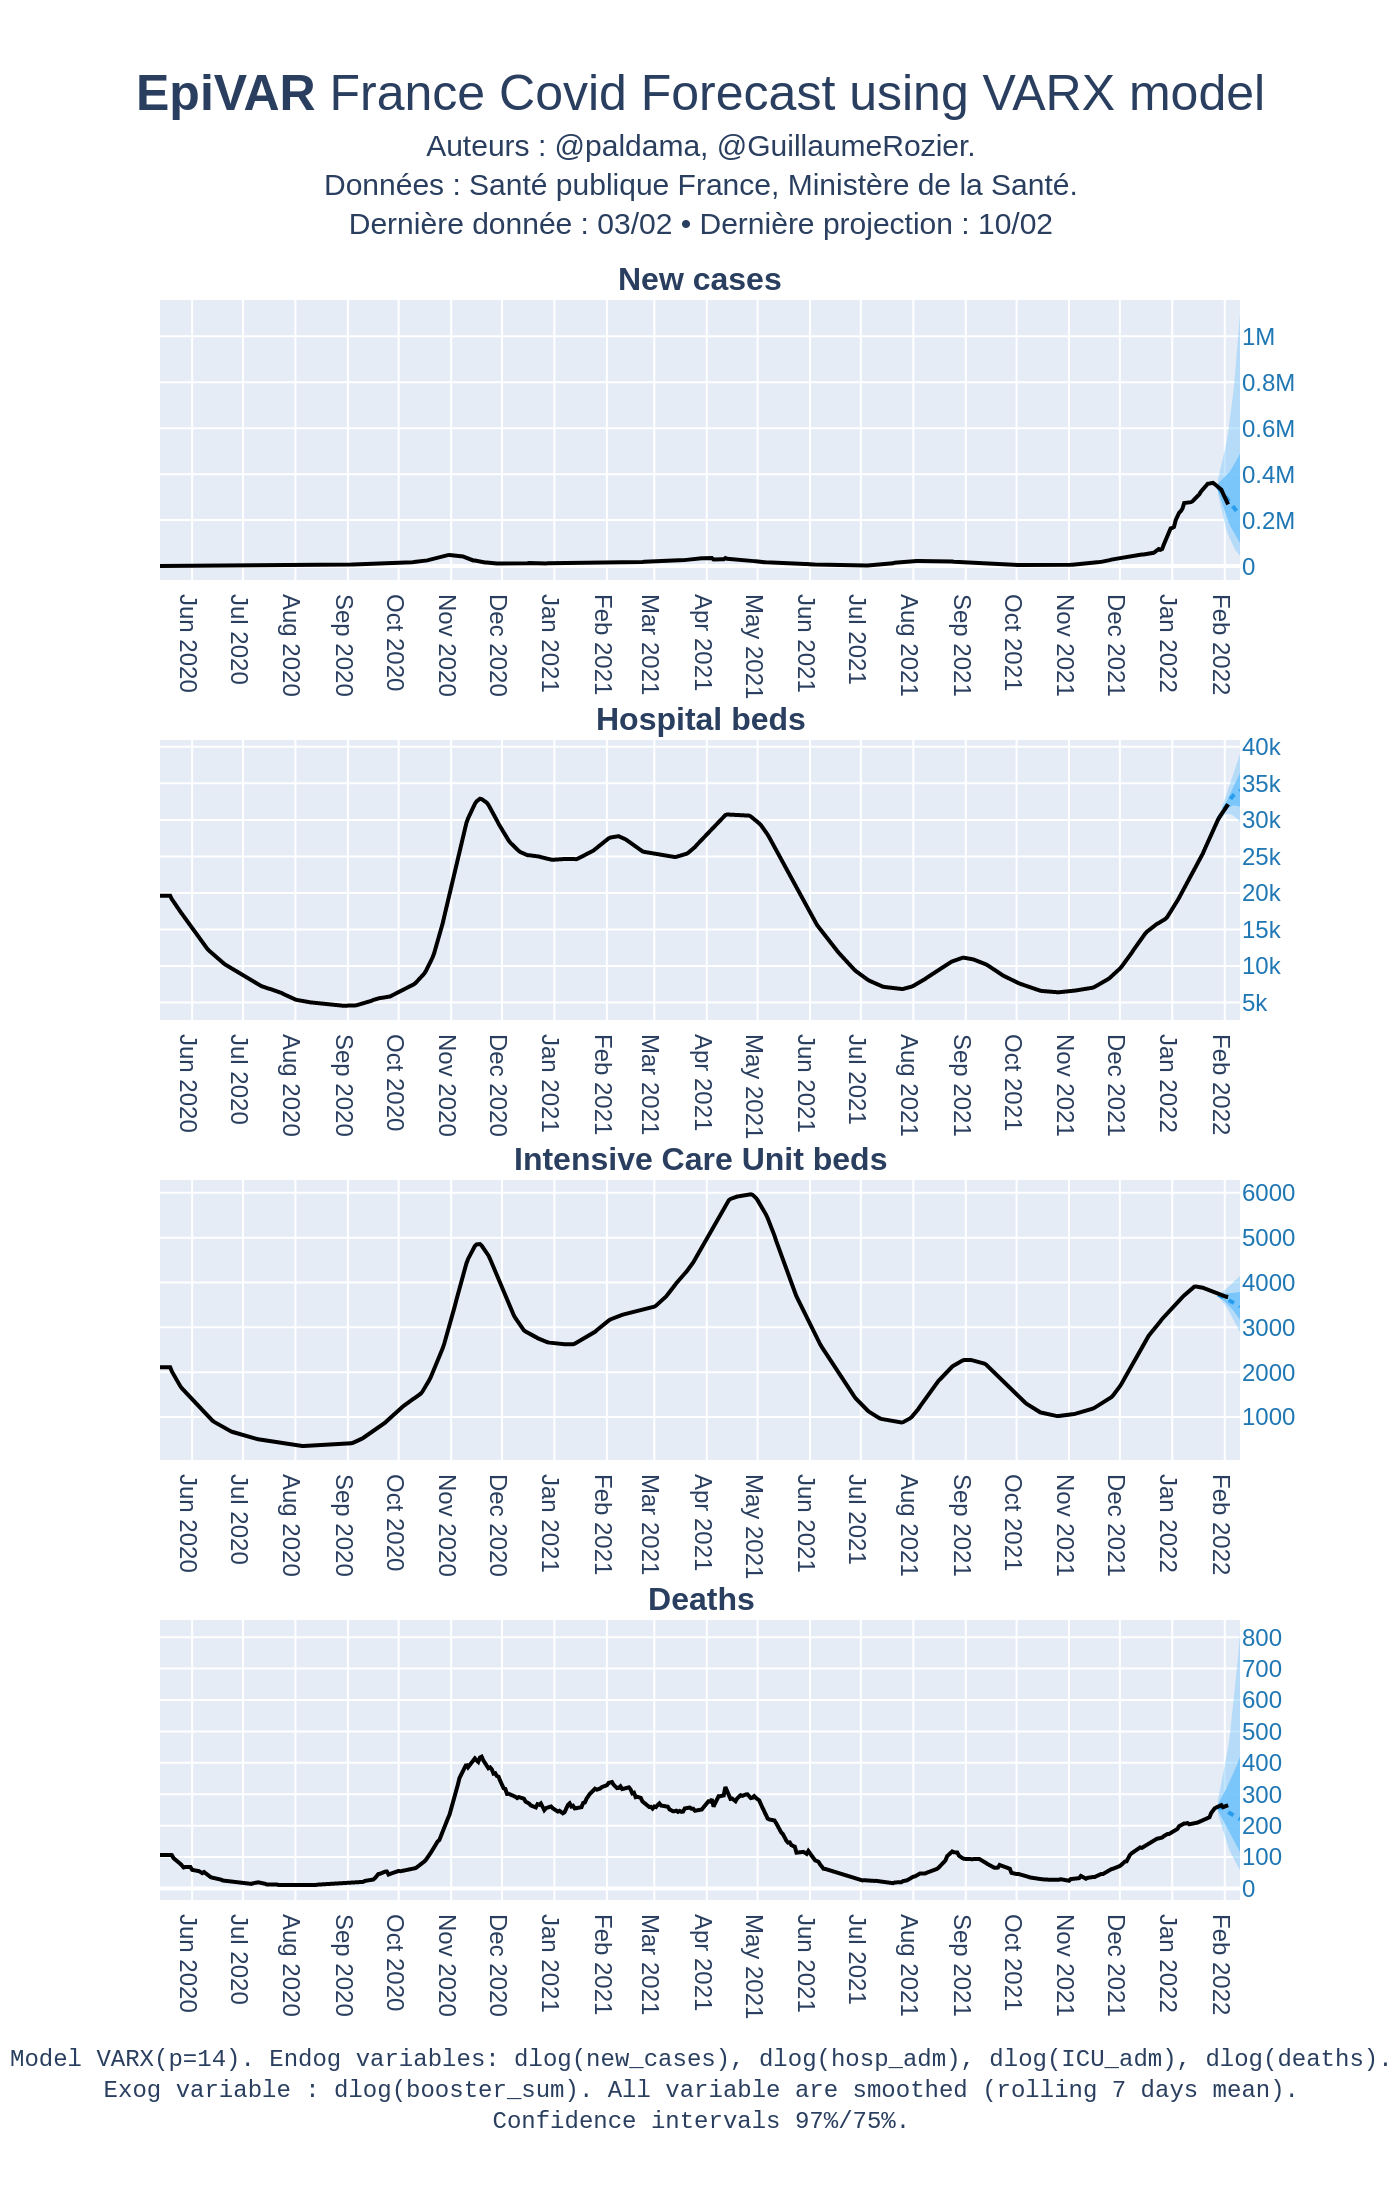 EpiVAR France Covid Forecast using VARX model
Auteurs : @paldama, @GuillaumeRozier.
Données : Santé publique France, Ministère de la Santé.
Dernière donnée : 03/02 • Dernière projection : 10/02
New cases
1M
0.8M
0.6M
0.4M
0.2M
0
Jun 2020 Jul 2020 Aug 2020 Sep 2020 Oct 2020 Nov 2020 Dec 2020 Jan 2021 Feb 2021 Mar 2021 Apr 2021 May 2021 Jun 2021 Jul 2021 Aug 2021 Sep 2021 Oct 2021 Nov 2021 Dec 2021 Jan 2022 Feb 2022
Hospital beds
40k
35k
30k
25k
20k
15k
10k
5k
Jun 2020 Jul 2020 Aug 2020 Sep 2020 Oct 2020 Nov 2020 Dec 2020 Jan 2021 Feb 2021 Mar 2021 Apr 2021 May 2021 Jun 2021 Jul 2021 Aug 2021 Sep 2021 Oct 2021 Nov 2021 Dec 2021 Jan 2022 Feb 2022
Intensive Care Unit beds
6000
5000
4000
3000
2000
1000
Jun 2020 Jul 2020 Aug 2020 Sep 2020 Oct 2020 Nov 2020 Dec 2020 Jan 2021 Feb 2021 Mar 2021 Apr 2021 May 2021 Jun 2021 Jul 2021 Aug 2021 Sep 2021 Oct 2021 Nov 2021 Dec 2021 Jan 2022 Feb 2022
Deaths
800
700
600
500
400
300
200
100
0
Jun 2020 Jul 2020 Aug 2020 Sep 2020 Oct 2020 Nov 2020 Dec 2020 Jan 2021 Feb 2021 Mar 2021 Apr 2021 May 2021 Jun 2021 Jul 2021 Aug 2021 Sep 2021 Oct 2021 Nov 2021 Dec 2021 Jan 2022 Feb 2022
Model VARX(p=14). Endog variables: dlog(new_cases), dlog(hosp_adm), dlog(ICU_adm), dlog(deaths).
Exog variable : dlog(booster_sum). All variable are smoothed (rolling 7 days mean).
Confidence intervals 97%/75%.